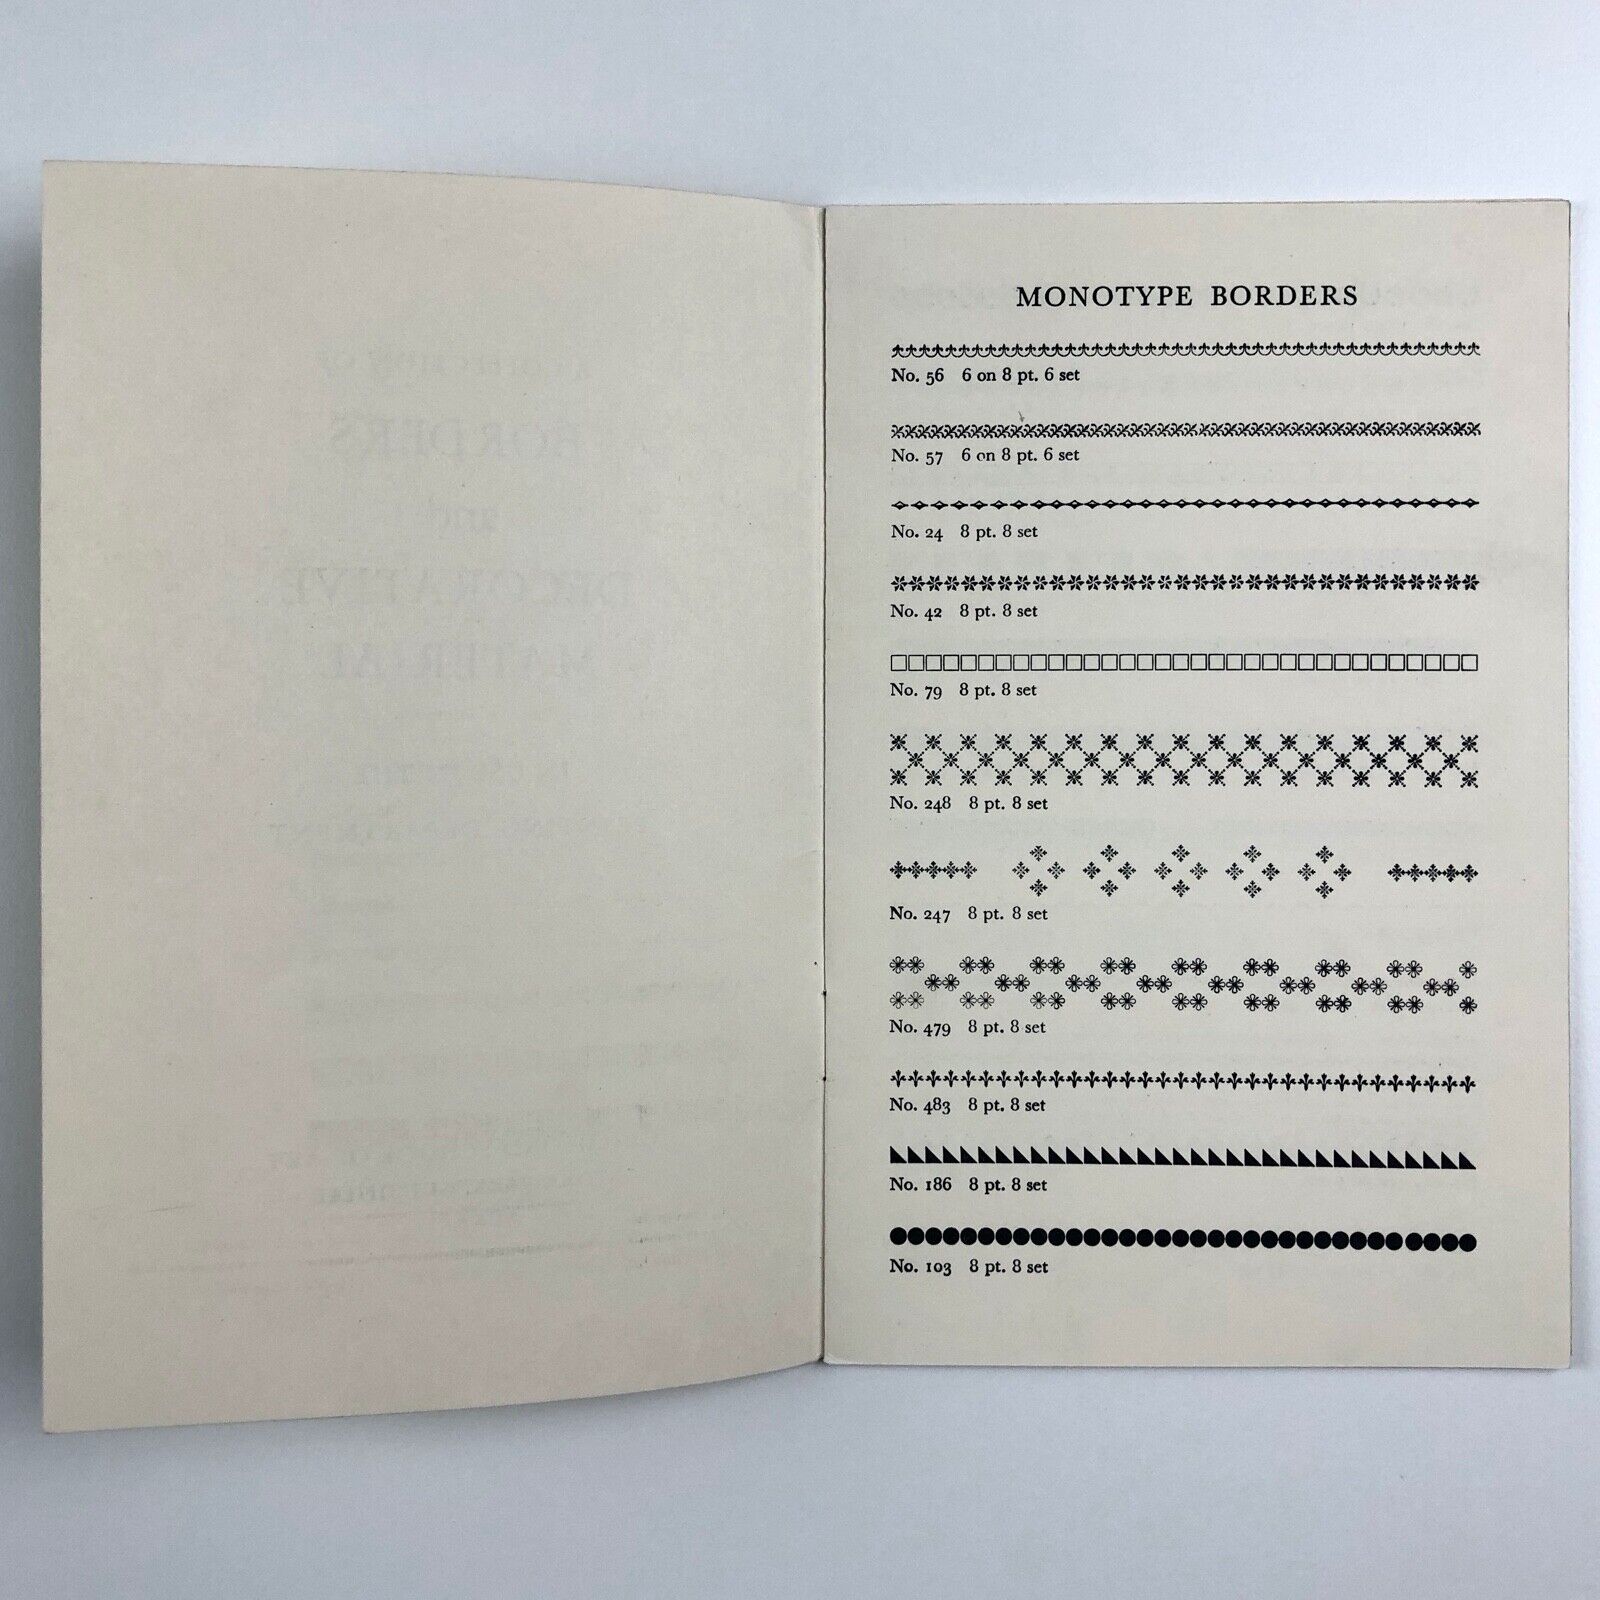 MONOTYPE BORDERS
No. 56 6 on 8 pt. 6 set
No. 57 6 on 8 pt. 6 set
No. 24 8 pt. 8 set
No. 42 8 pt. 8 set
No. 79 8 pt. 8 set
No. 248 8 pt. 8 set
No. 247 8 pt. 8 set
No. 479 8 pt. 8 set
No. 483 8 pt. 8 set
No. 186 8 pt. 8 set
No. 103 8 pt. 8 set